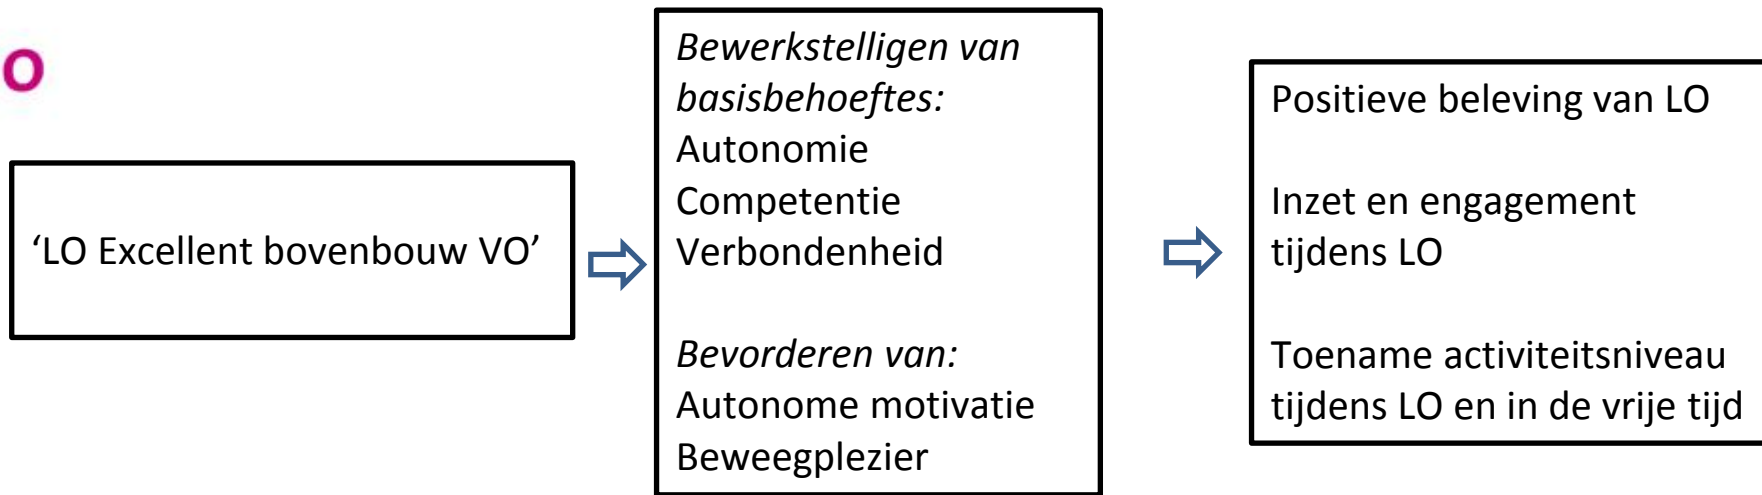 o
‘LO Excellent bovenbouw VO’
Bewerkstelligen van
basisbehoeftes:
Autonomie
Competentie
Verbondenheid
Bevorderen van:
Autonome motivatie
Beweegplezier
Positieve beleving van LO
Inzet en engagement
tijdens LO
Toename activiteitsniveau
tijdens LO en in de vrije tijd